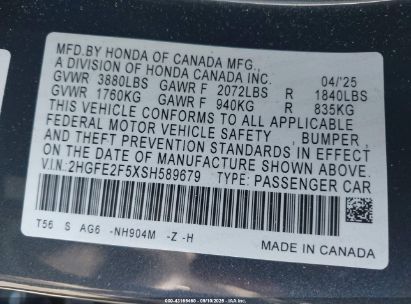 MFD.BY HONDA OF CANADA MFG.,
A DIVISION OF HONDA CANADA INC. 04/'25
GVWR 3880LBS GAWR F 2072LBS R 1840LBS
GVWR 1760KG GAWR F 940KG R 835KG
THIS VEHICLE CONFORMS TO ALL APPLICABLE
FEDERAL MOTOR VEHICLE SAFETY, BUMPER,
AND THEFT PREVENTION STANDARDS IN EFFECT
ON THE DATE OF MANUFACTURE SHOWN ABOVE.
V.I.N: 2HGFE2F5XSH589679 TYPE: PASSENGER CAR
T56 S AG6 -NH904M -Z -H
MADE IN CANADA